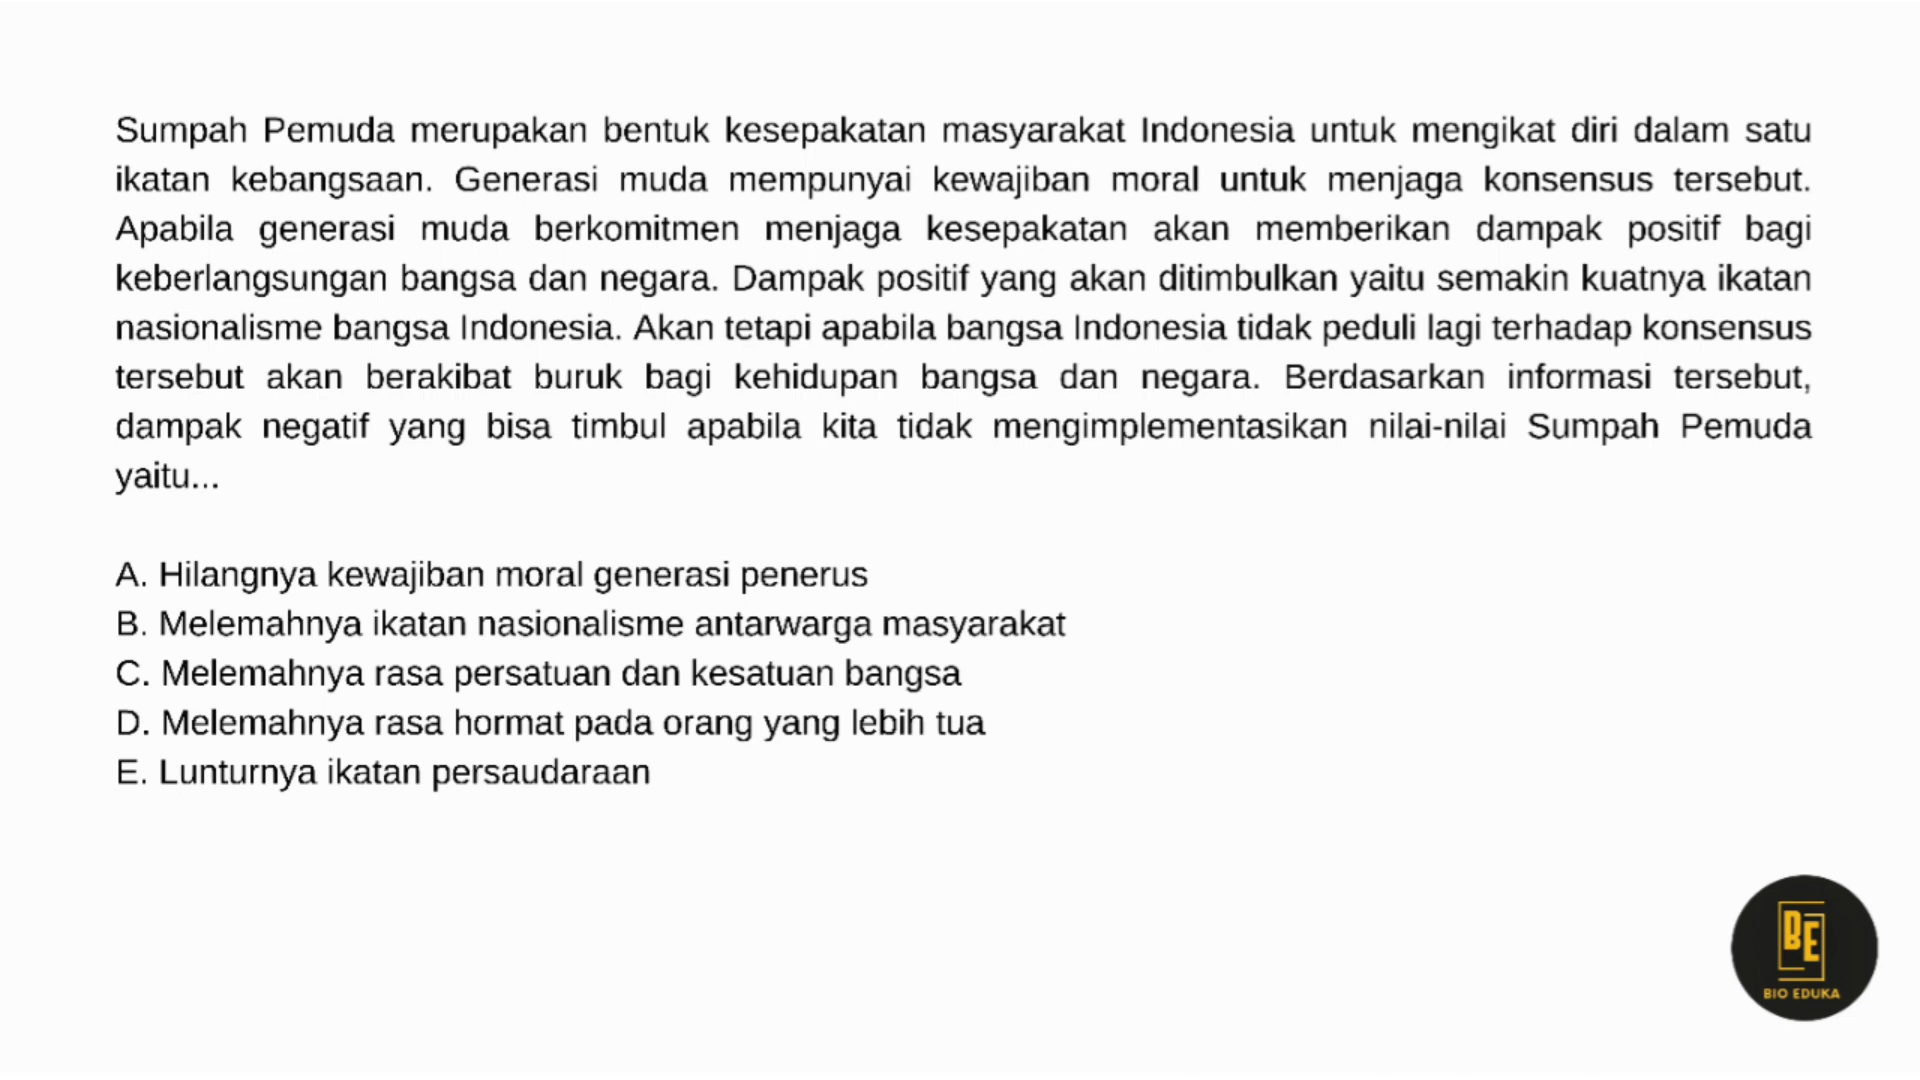 Sumpah Pemuda merupakan bentuk kesepakatan masyarakat Indonesia untuk mengikat diri dalam satu
ikatan kebangsaan. Generasi muda mempunyai kewajiban moral untuk menjaga konsensus tersebut.
Apabila generasi muda berkomitmen menjaga kesepakatan akan memberikan dampak positif bagi
keberlangsungan bangsa dan negara. Dampak positif yang akan ditimbulkan yaitu semakin kuatnya ikatan
nasionalisme bangsa Indonesia. Akan tetapi apabila bangsa Indonesia tidak peduli lagi terhadap konsensus
tersebut akan berakibat buruk bagi kehidupan bangsa dan negara. Berdasarkan informasi tersebut,
dampak negatif yang bisa timbul apabila kita tidak mengimplementasikan nilai-nilai Sumpah Pemuda
yaitu...
A. Hilangnya kewajiban moral generasi penerus
B. Melemahnya ikatan nasionalisme antarwarga masyarakat
C. Melemahnya rasa persatuan dan kesatuan bangsa
D. Melemahnya rasa hormat pada orang yang lebih tua
E. Lunturnya ikatan persaudaraan
BE
BIO EDUKA